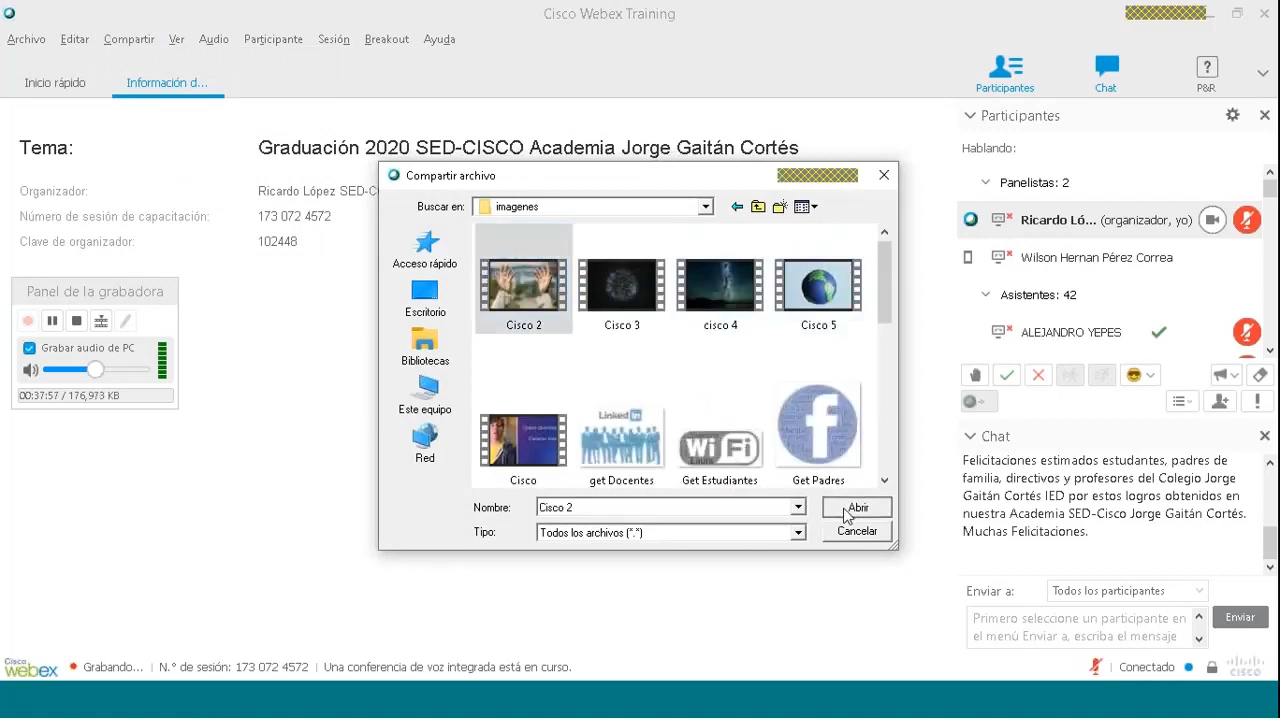 Cisco Webex Training
Archivo Editar Compartir Ver Audio Participante Sesión Breakout Ayuda
Inicio rápido Información d... Participantes Chat P&R
Participantes
Tema: Graduación 2020 SED-CISCO Academia Jorge Gaitán Cortés
Hablando:
Compartir archivo
Panelistas: 2
Organizador: Ricardo López SED-C
Buscar en: imagenes
Número de sesión de capacitación: 173 072 4572
Ricardo Ló... (organizador, yo)
Clave de organizador: 102448
Acceso rápido
Wilson Hernan Pérez Correa
Panel de la grabadora
Escritorio
Asistentes: 42
Cisco 2 Cisco 3 cisco 4 Cisco 5
ALEJANDRO YEPES
Grabar audio de PC
Bibliotecas
00:37:57 / 176,973 KB
Este equipo
LinkedIn
WiFi
Laura
f
Red
Cisco get Docentes Get Estudiantes Get Padres
Chat
Felicitaciones estimados estudiantes, padres de
familia, directivos y profesores del Colegio Jorge
Gaitán Cortés IED por estos logros obtenidos en
nuestra Academia SED-Cisco Jorge Gaitán Cortés.
Muchas Felicitaciones.
Nombre: Cisco 2 Abrir
Tipo: Todos los archivos (*.*) Cancelar
Enviar a: Todos los participantes
Primero seleccione un participante en
el menú Enviar a, escriba el mensaje
Enviar
Cisco webex Grabando... N.° de sesión: 173 072 4572 Una conferencia de voz integrada está en curso. Conectado CISCO